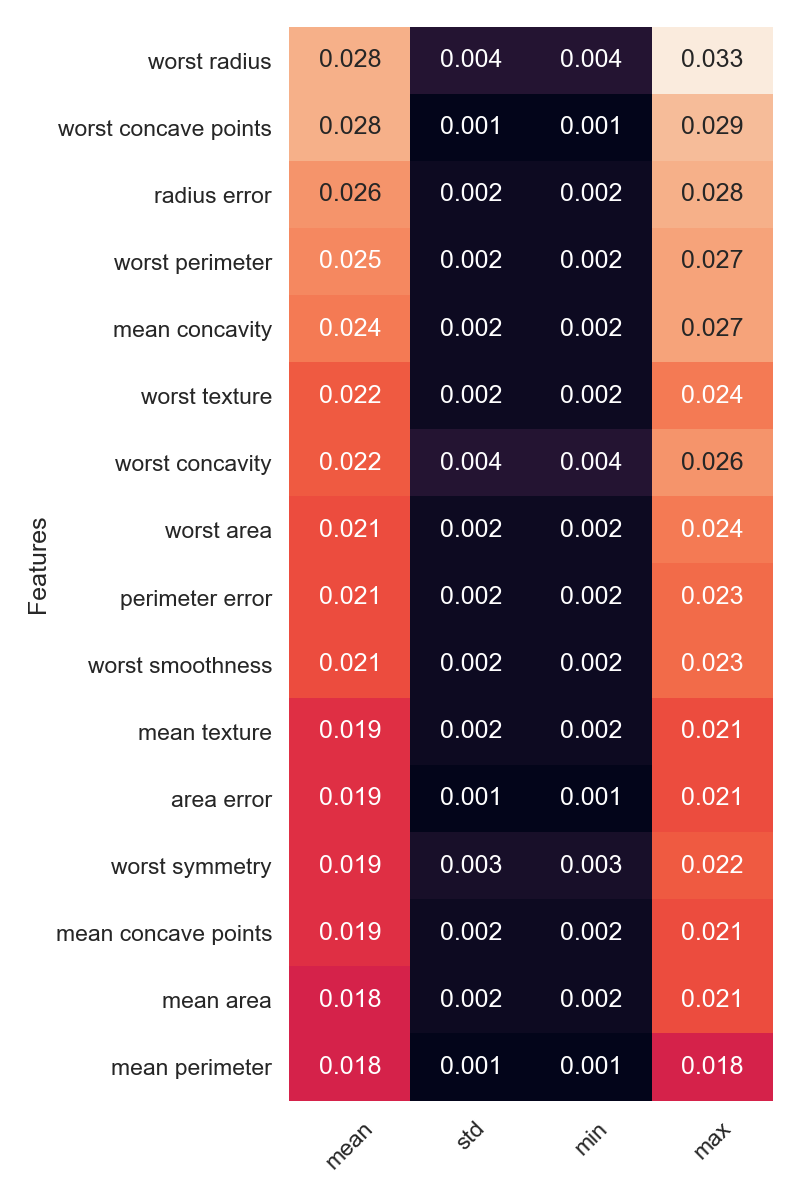 worst radius 0.028 0.004 0.004 0.033
worst concave points 0.028 0.001 0.001 0.029
radius error 0.026 0.002 0.002 0.028
worst perimeter 0.025 0.002 0.002 0.027
mean concavity 0.024 0.002 0.002 0.027
worst texture 0.022 0.002 0.002 0.024
worst concavity 0.022 0.004 0.004 0.026
worst area 0.021 0.002 0.002 0.024
Features
perimeter error 0.021 0.002 0.002 0.023
worst smoothness 0.021 0.002 0.002 0.023
mean texture 0.019 0.002 0.002 0.021
area error 0.019 0.001 0.001 0.021
worst symmetry 0.019 0.003 0.003 0.022
mean concave points 0.019 0.002 0.002 0.021
mean area 0.018 0.002 0.002 0.021
mean perimeter 0.018 0.001 0.001 0.018
mean std min max